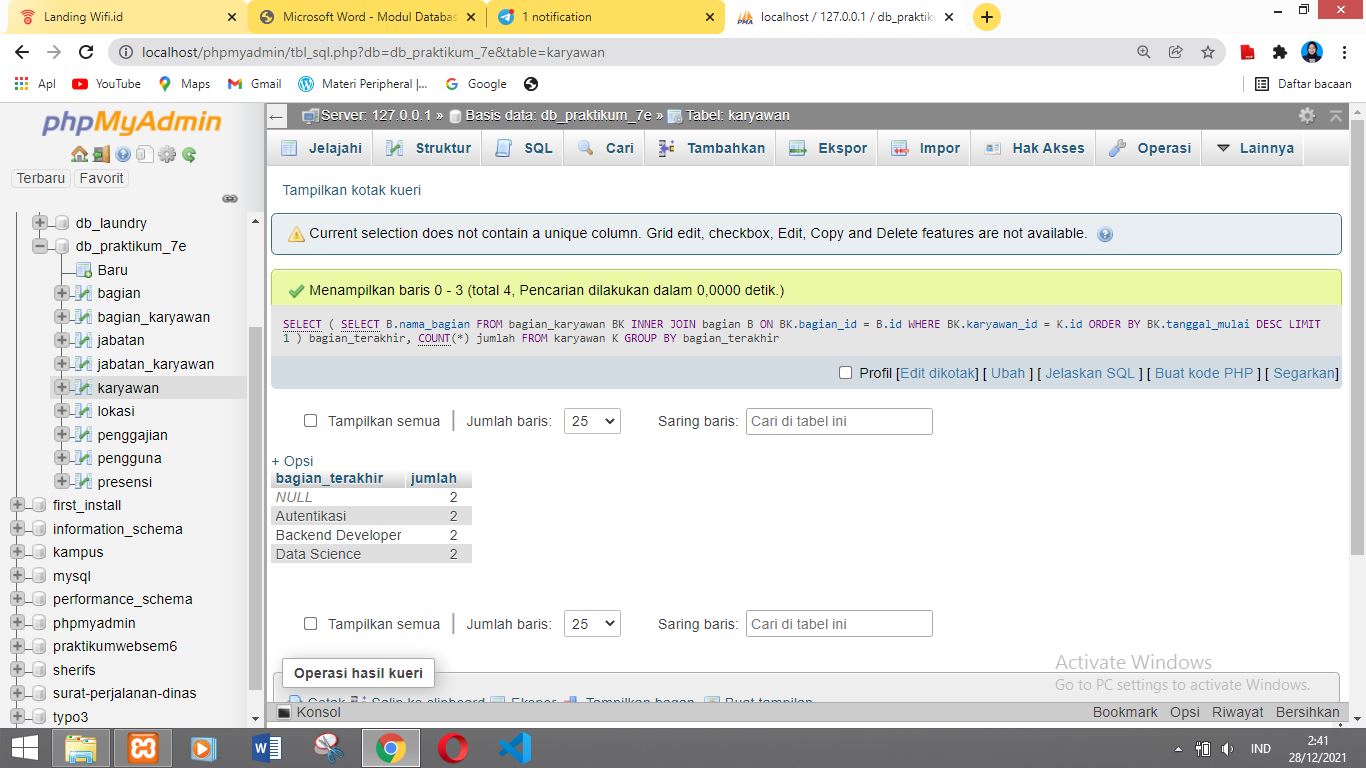 Landing Wifi.id
Microsoft Word - Modul Databas
1 notification
localhost / 127.0.0.1 / db_praktiku
localhost/phpmyadmin/tbl_sql.php?db=db_praktikum_7e&table=karyawan
Apl YouTube Maps Gmail Materi Peripheral |... Google Daftar bacaan
phpMyAdmin
Terbaru Favorit
db_laundry
db_praktikum_7e
Baru
bagian
bagian_karyawan
jabatan
jabatan_karyawan
karyawan
lokasi
penggajian
pengguna
presensi
first_install
information_schema
kampus
mysql
performance_schema
phpmyadmin
praktikumwebsem6
sherifs
surat-perjalanan-dinas
typo3
Server: 127.0.0.1 » Basis data: db_praktikum_7e » Tabel: karyawan
Jelajahi Struktur SQL Cari Tambahkan Ekspor Impor Hak Akses Operasi Lainnya
Tampilkan kotak kueri
Current selection does not contain a unique column. Grid edit, checkbox, Edit, Copy and Delete features are not available.
Menampilkan baris 0 - 3 (total 4, Pencarian dilakukan dalam 0,0000 detik.)
SELECT ( SELECT B.nama_bagian FROM bagian_karyawan BK INNER JOIN bagian B ON BK.bagian_id = B.id WHERE BK.karyawan_id = K.id ORDER BY BK.tanggal_mulai DESC LIMIT
1 ) bagian_terakhir, COUNT(*) jumlah FROM karyawan K GROUP BY bagian_terakhir
Profil [Edit dikotak] [ Ubah ] [ Jelaskan SQL ] [ Buat kode PHP ] [ Segarkan]
Tampilkan semua Jumlah baris: 25 Saring baris: Cari di tabel ini
+ Opsi
bagian_terakhir jumlah
NULL 2
Autentikasi 2
Backend Developer 2
Data Science 2
Tampilkan semua Jumlah baris: 25 Saring baris: Cari di tabel ini
Operasi hasil kueri
Cetak Salin ke clipboard Ekspor Tampilkan bagan Buat tampilan
Activate Windows
Go to PC settings to activate Windows.
Konsol Bookmark Opsi Riwayat Bersihkan
IND
2:41
28/12/2021